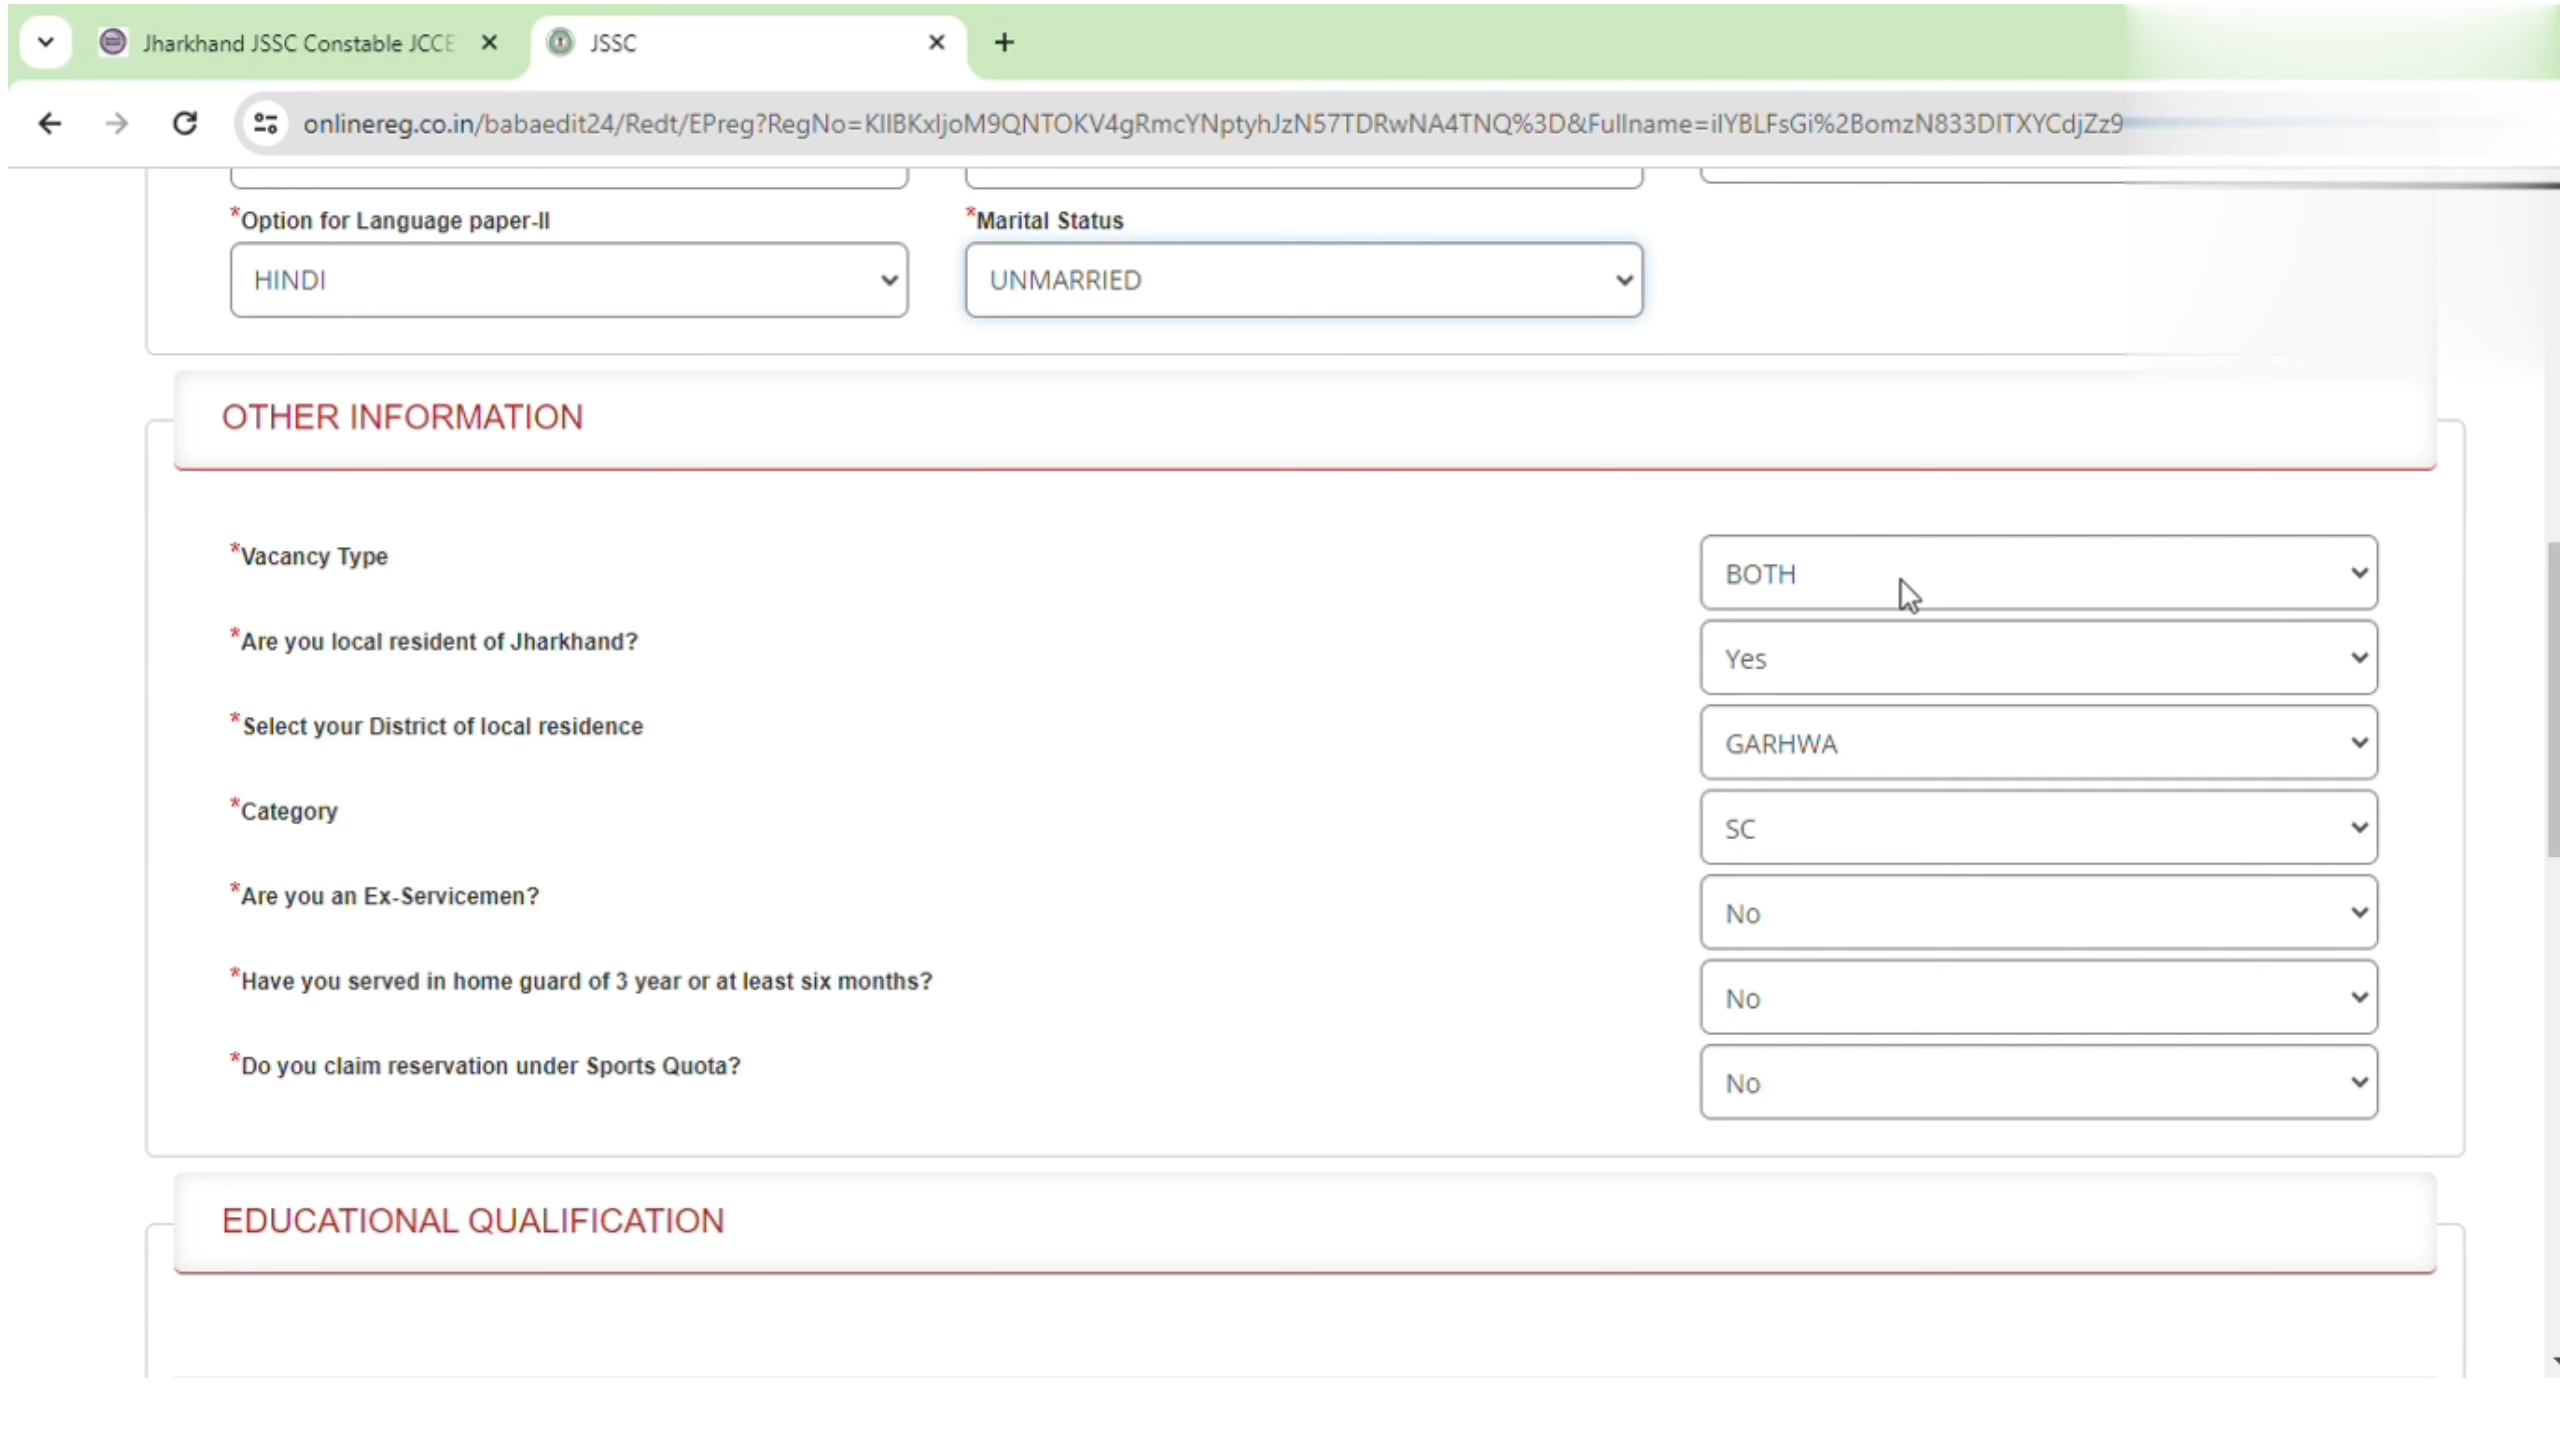 Jharkhand JSSC Constable JCCE
JSSC
onlinereg.co.in/babaedit24/Redt/EPreg?RegNo=KIlBKxIjoM9QNTOKV4gRmcYNptyhJzN57TDRwNA4TNQ%3D&Fullname=ilYBLFsGi%2BomzN833DITXYCdjZz9
*Option for Language paper-II
*Marital Status
HINDI
UNMARRIED
OTHER INFORMATION
*Vacancy Type
BOTH
*Are you local resident of Jharkhand?
Yes
*Select your District of local residence
GARHWA
*Category
SC
*Are you an Ex-Servicemen?
No
*Have you served in home guard of 3 year or at least six months?
No
*Do you claim reservation under Sports Quota?
No
EDUCATIONAL QUALIFICATION